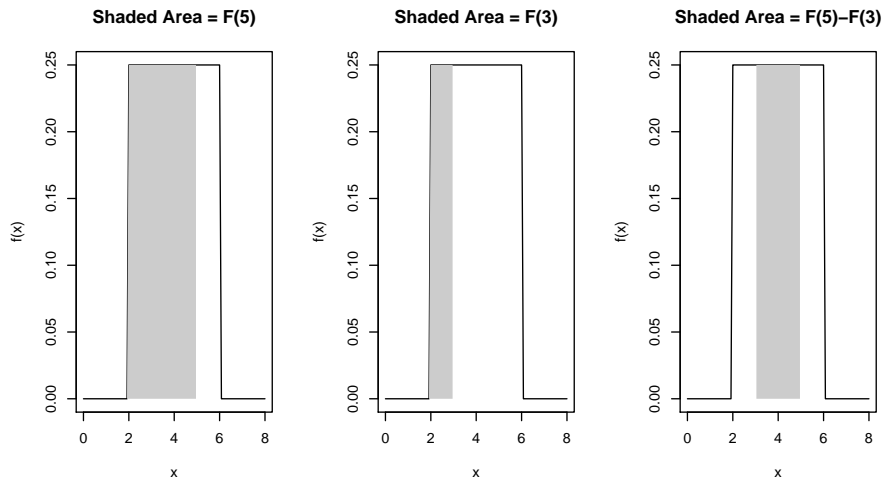 Shaded Area = F(5)
f(x)
0.25
0.20
0.15
0.10
0.05
0.00
0 2 4 6 8
x
Shaded Area = F(3)
f(x)
0.25
0.20
0.15
0.10
0.05
0.00
0 2 4 6 8
x
Shaded Area = F(5)−F(3)
f(x)
0.25
0.20
0.15
0.10
0.05
0.00
0 2 4 6 8
x